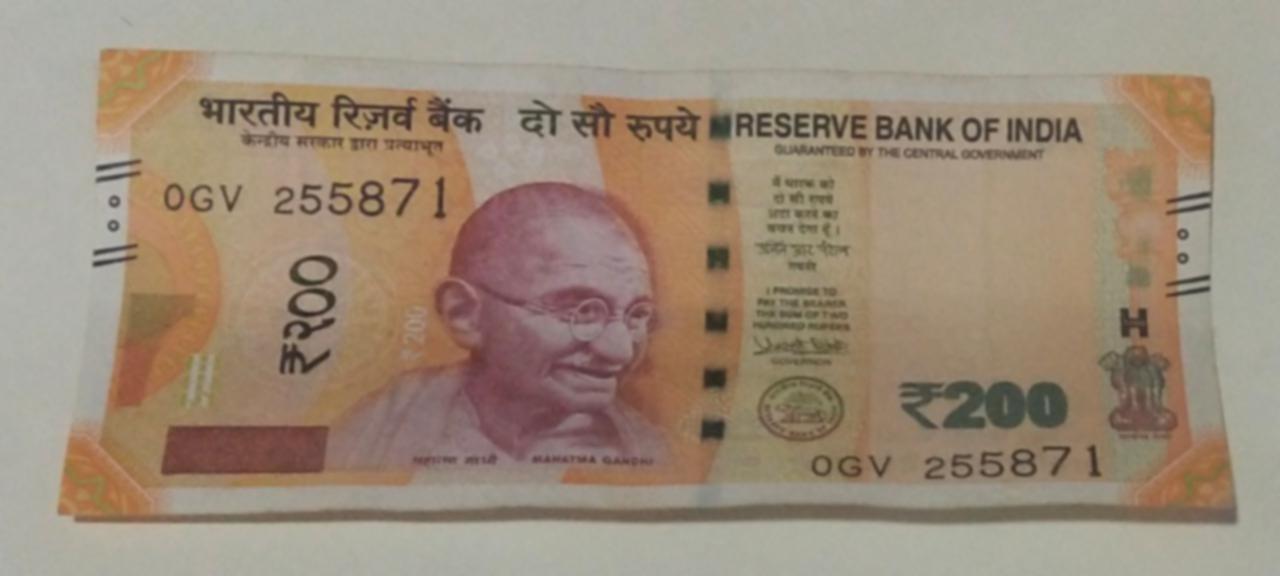 भारतीय रिज़र्व बैंक
केन्द्रीय सरकार द्वारा प्रत्याभूत
दो सौ रुपये
RESERVE BANK OF INDIA
GUARANTEED BY THE CENTRAL GOVERNMENT
0GV 255871
₹२००
₹ 200
मैं धारक को
दो सौ रुपये
अदा करने का
वचन देता हूँ ।
I PROMISE TO
PAY THE BEARER
THE SUM OF TWO
HUNDRED RUPEES
GOVERNOR
H
₹200
0GV 255871
महात्मा गांधी MAHATMA GANDHI